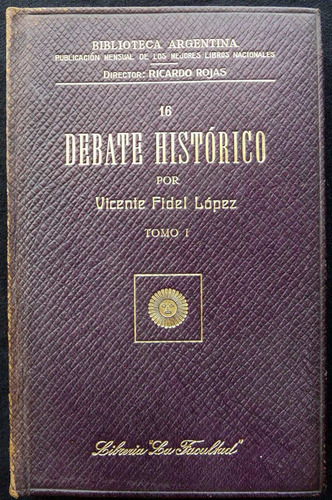 BIBLIOTECA ARGENTINA
PUBLICACIÓN MENSUAL DE LOS MEJORES LIBROS NACIONALES
DIRECTOR: RICARDO ROJAS
16
DEBATE HISTÓRICO
POR
Vicente Fidel López
TOMO I
Librería "La Facultad"